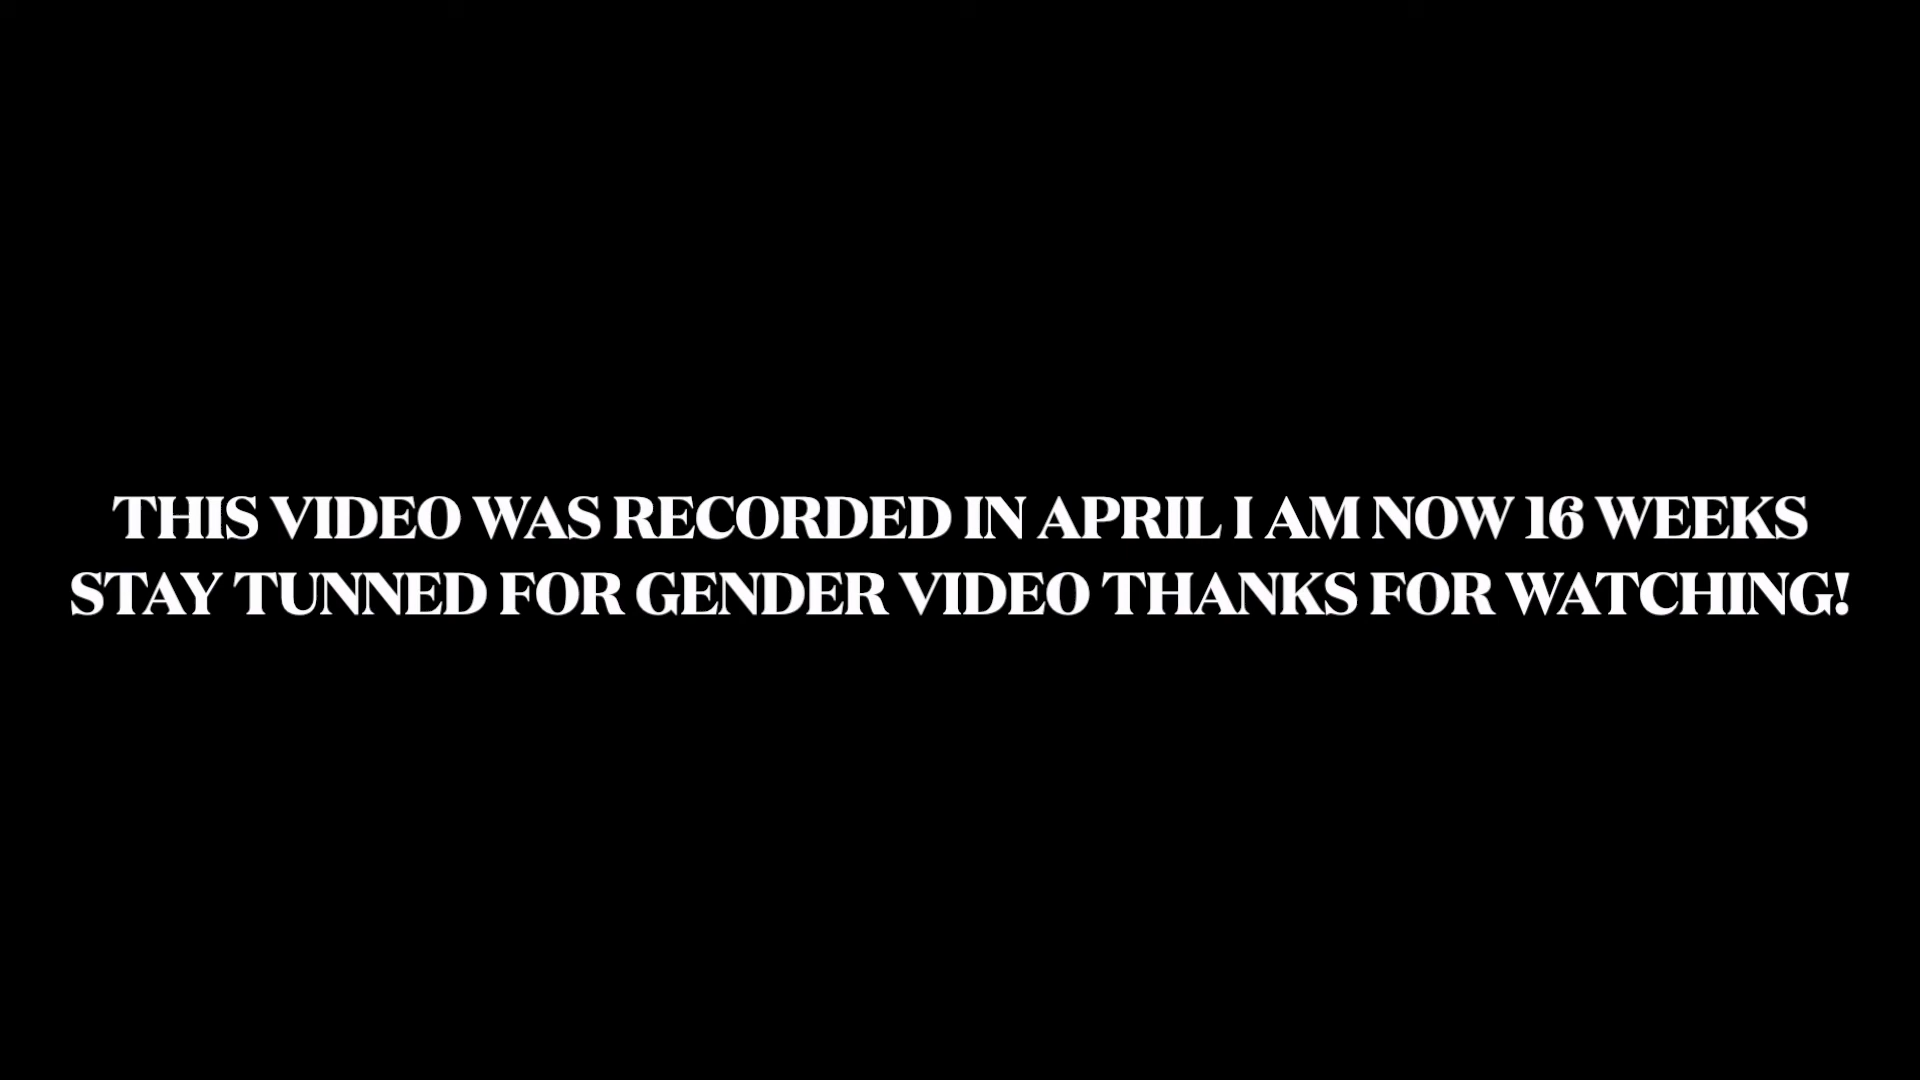 THIS VIDEO WAS RECORDED IN APRIL I AM NOW 16 WEEKS
STAY TUNNED FOR GENDER VIDEO THANKS FOR WATCHING!